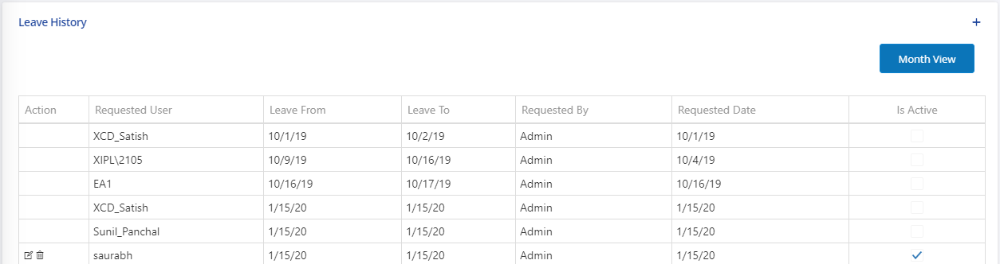 Leave History
+
Month View
Action Requested User Leave From Leave To Requested By Requested Date Is Active
XCD_Satish 10/1/19 10/2/19 Admin 10/1/19
XIPL\2105 10/9/19 10/16/19 Admin 10/4/19
EA1 10/16/19 10/17/19 Admin 10/16/19
XCD_Satish 1/15/20 1/15/20 Admin 1/15/20
Sunil_Panchal 1/15/20 1/15/20 Admin 1/15/20
saurabh 1/15/20 1/15/20 Admin 1/15/20